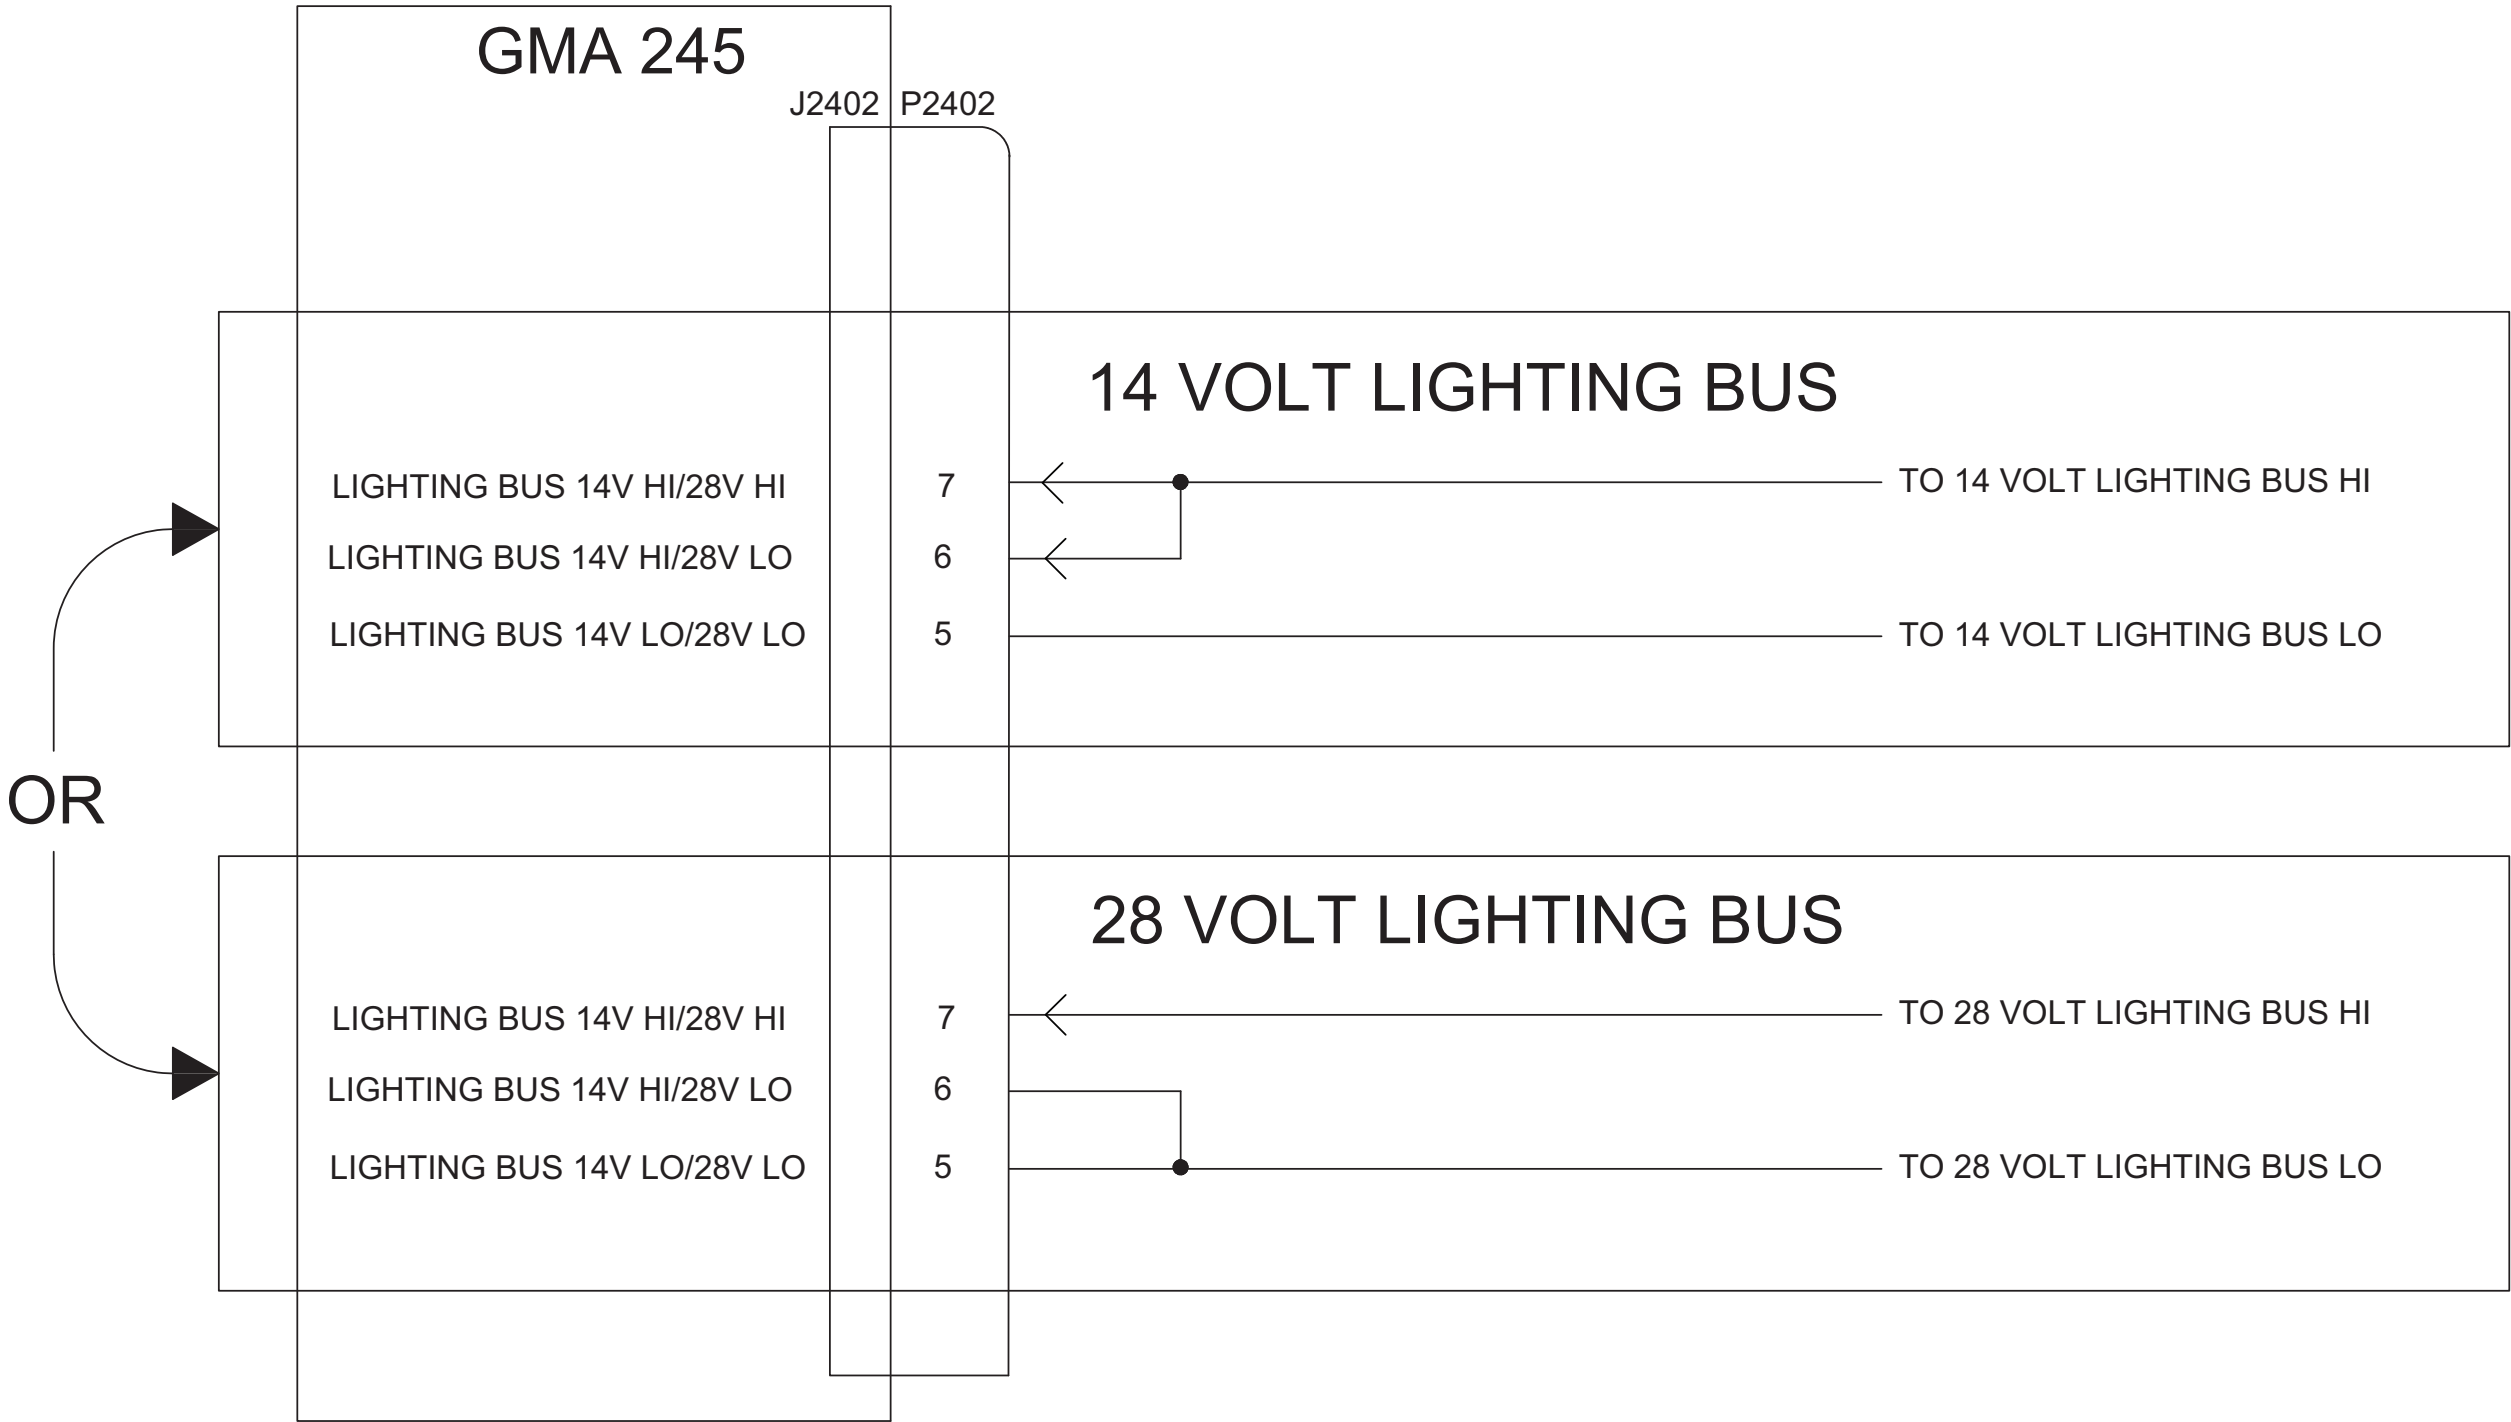 GMA 245
J2402 P2402
14 VOLT LIGHTING BUS
LIGHTING BUS 14V HI/28V HI 7 TO 14 VOLT LIGHTING BUS HI
LIGHTING BUS 14V HI/28V LO 6
LIGHTING BUS 14V LO/28V LO 5 TO 14 VOLT LIGHTING BUS LO
OR
28 VOLT LIGHTING BUS
LIGHTING BUS 14V HI/28V HI 7 TO 28 VOLT LIGHTING BUS HI
LIGHTING BUS 14V HI/28V LO 6
LIGHTING BUS 14V LO/28V LO 5 TO 28 VOLT LIGHTING BUS LO